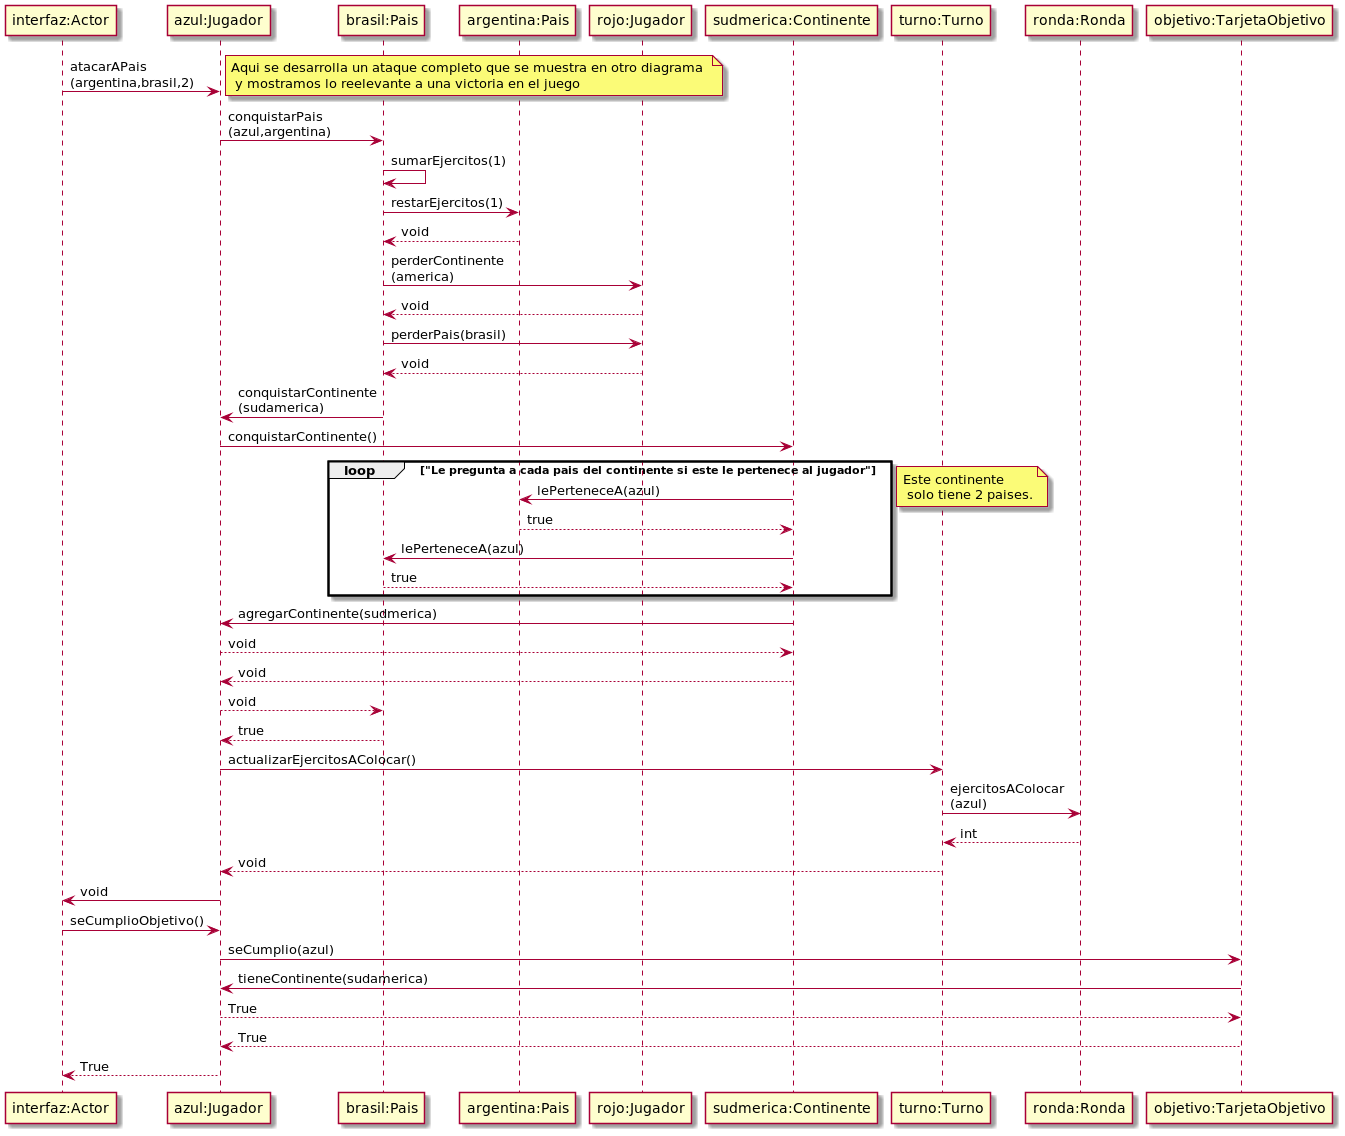 interfaz:Actor azul:Jugador brasil:Pais argentina:Pais rojo:Jugador sudmerica:Continente turno:Turno ronda:Ronda objetivo:TarjetaObjetivo
atacarAPais
(argentina,brasil,2)
Aqui se desarrolla un ataque completo que se muestra en otro diagrama
y mostramos lo reelevante a una victoria en el juego
conquistarPais
(azul,argentina)
sumarEjercitos(1)
restarEjercitos(1)
void
perderContinente
(america)
void
perderPais(brasil)
void
conquistarContinente
(sudamerica)
conquistarContinente()
loop ["Le pregunta a cada pais del continente si este le pertenece al jugador"]
Este continente
solo tiene 2 paises.
lePerteneceA(azul)
true
lePerteneceA(azul)
true
agregarContinente(sudmerica)
void
void
void
true
actualizarEjercitosAColocar()
ejercitosAColocar
(azul)
int
void
void
seCumplioObjetivo()
seCumplio(azul)
tieneContinente(sudamerica)
True
True
True
interfaz:Actor azul:Jugador brasil:Pais argentina:Pais rojo:Jugador sudmerica:Continente turno:Turno ronda:Ronda objetivo:TarjetaObjetivo